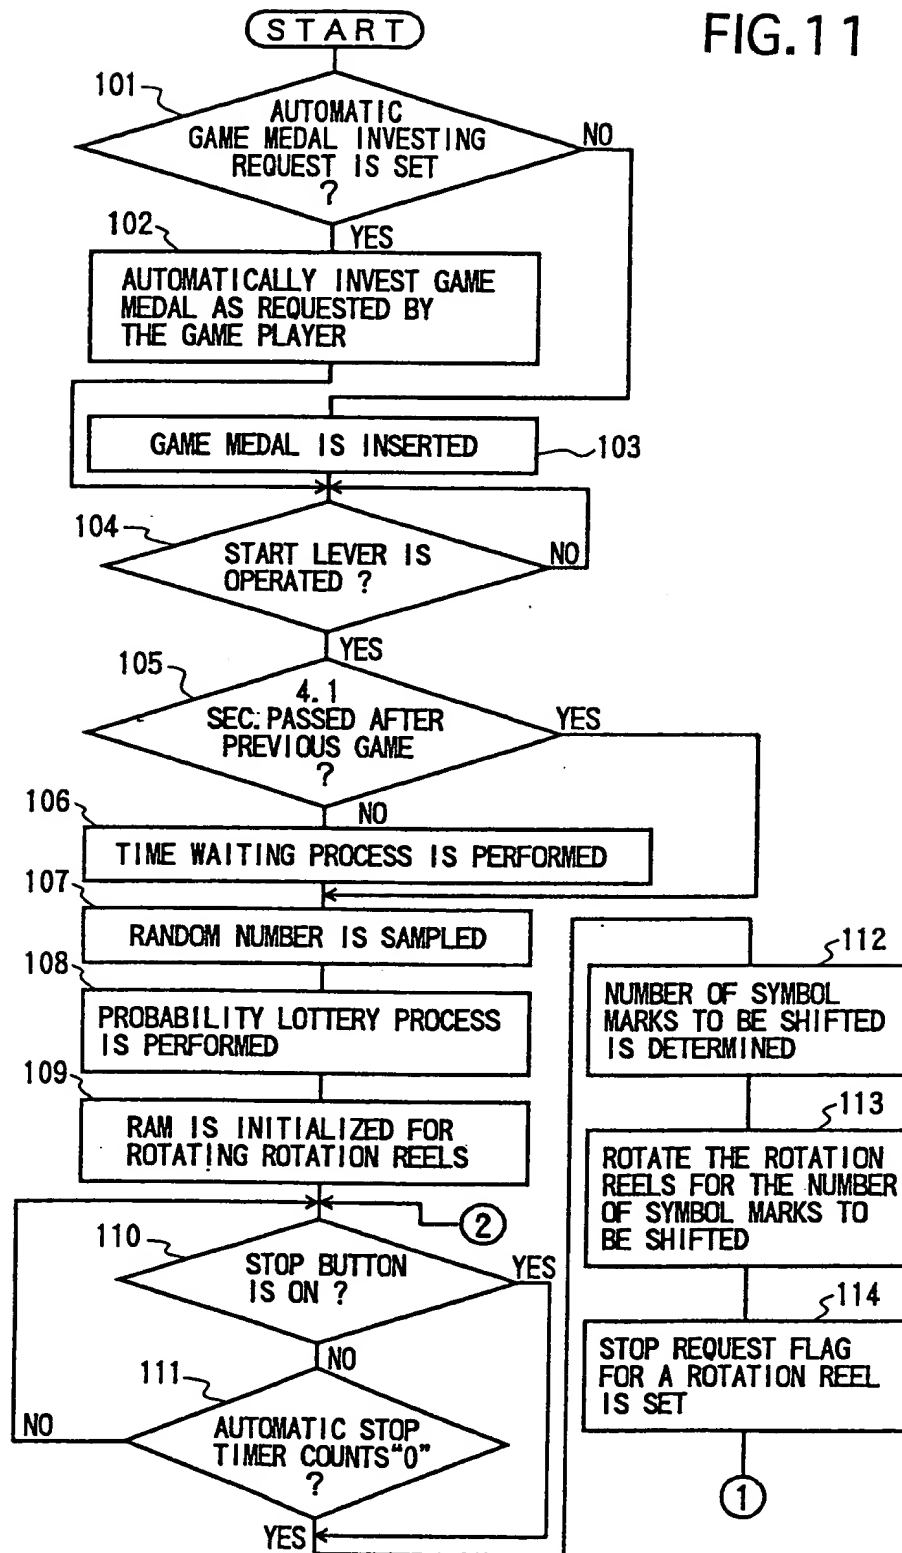 FIG.11
START
101
AUTOMATIC
GAME MEDAL INVESTING
REQUEST IS SET
?
NO
YES
102
AUTOMATICALLY INVEST GAME
MEDAL AS REQUESTED BY
THE GAME PLAYER
GAME MEDAL IS INSERTED
103
104
START LEVER IS
OPERATED ?
NO
YES
105
4.1
SEC. PASSED AFTER
PREVIOUS GAME
?
YES
NO
106
TIME WAITING PROCESS IS PERFORMED
107
RANDOM NUMBER IS SAMPLED
108
PROBABILITY LOTTERY PROCESS
IS PERFORMED
109
RAM IS INITIALIZED FOR
ROTATING ROTATION REELS
2
110
STOP BUTTON
IS ON ?
YES
NO
111
AUTOMATIC STOP
TIMER COUNTS "0"
?
NO
YES
112
NUMBER OF SYMBOL
MARKS TO BE SHIFTED
IS DETERMINED
113
ROTATE THE ROTATION
REELS FOR THE NUMBER
OF SYMBOL MARKS TO
BE SHIFTED
114
STOP REQUEST FLAG
FOR A ROTATION REEL
IS SET
1